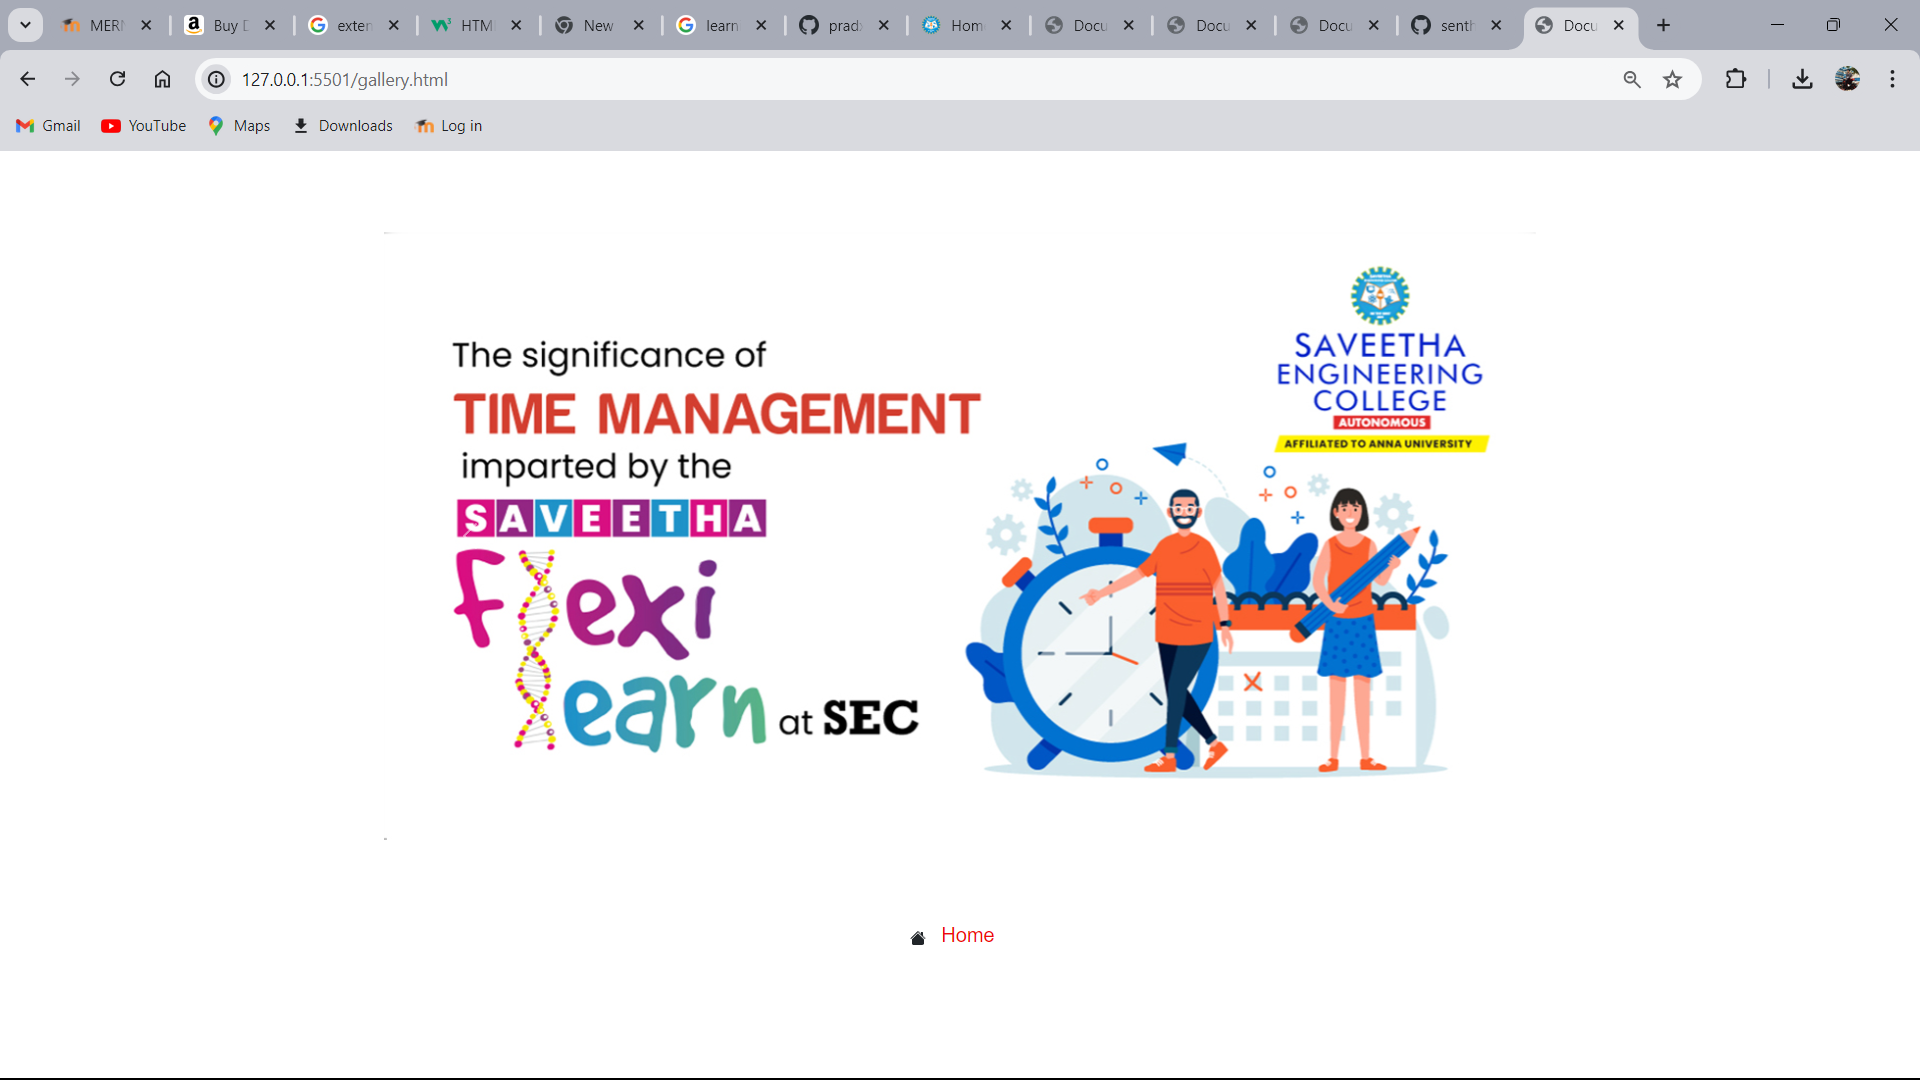 MERN
Buy D
exten
HTML
New
learn
prad
Hom
Docu
Docu
Docu
senth
Docu
127.0.0.1:5501/gallery.html
Gmail YouTube Maps Downloads Log in
SAVEETHA
ENGINEERING
COLLEGE
AUTONOMOUS
AFFILIATED TO ANNA UNIVERSITY
The significance of
TIME MANAGEMENT
imparted by the
SAVEETHA
flexi
learn at SEC
Home